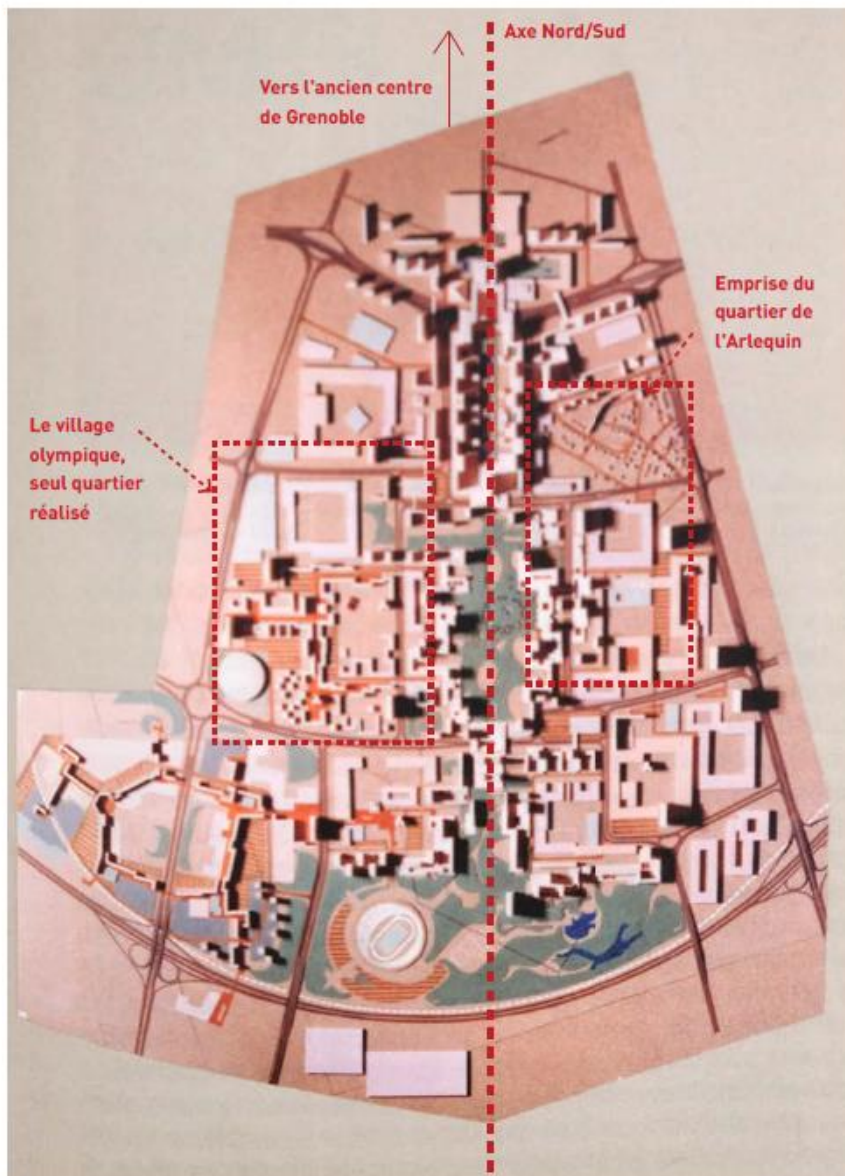 Axe Nord/Sud
Vers l'ancien centre
de Grenoble
Emprise du
quartier de
l'Arlequin
Le village
olympique,
seul quartier
réalisé